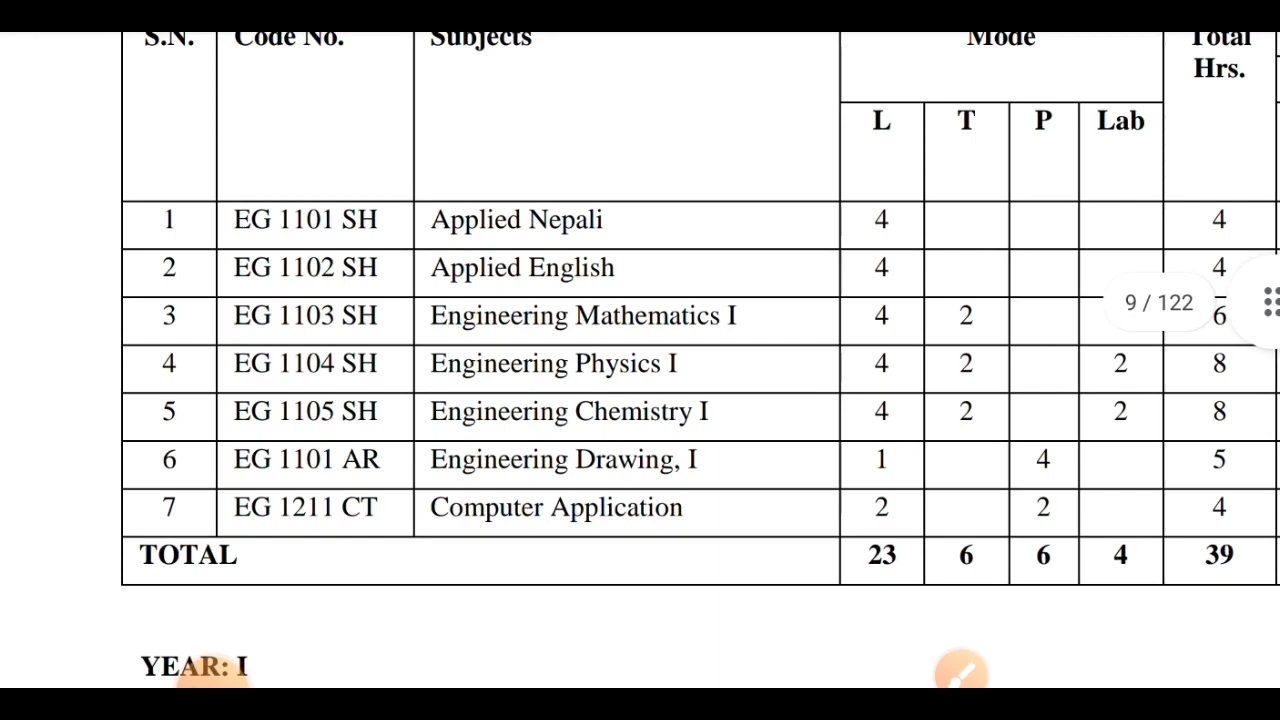 S.N. Code No. Subjects Mode Total Hrs.
L T P Lab
1 EG 1101 SH Applied Nepali 4 4
2 EG 1102 SH Applied English 4 4
9 / 122
3 EG 1103 SH Engineering Mathematics I 4 2 6
4 EG 1104 SH Engineering Physics I 4 2 2 8
5 EG 1105 SH Engineering Chemistry I 4 2 2 8
6 EG 1101 AR Engineering Drawing, I 1 4 5
7 EG 1211 CT Computer Application 2 2 4
TOTAL 23 6 6 4 39
YEAR: I